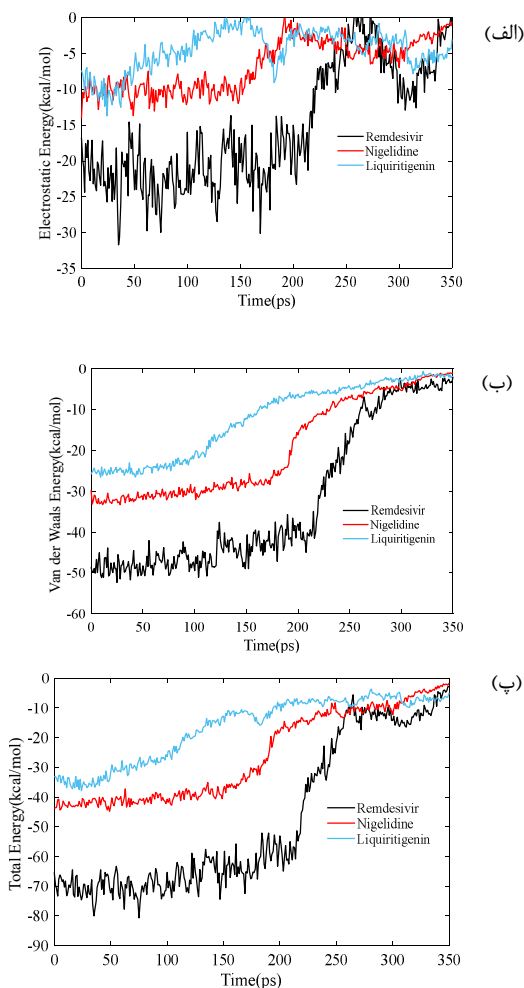 (الف)
0
-5
-10
-15
-20
-25
-30
-35
Electrostatic Energy(kcal/mol)
Remdesivir
Nigelidine
Liquiritigenin
0 50 100 150 200 250 300 350
Time(ps)
(ب)
0
-10
-20
-30
-40
-50
-60
Van der Waals Energy(kcal/mol)
Remdesivir
Nigelidine
Liquiritigenin
0 50 100 150 200 250 300 350
Time(ps)
(پ)
0
-10
-20
-30
-40
-50
-60
-70
-80
-90
Total Energy(kcal/mol)
Remdesivir
Nigelidine
Liquiritigenin
0 50 100 150 200 250 300 350
Time(ps)